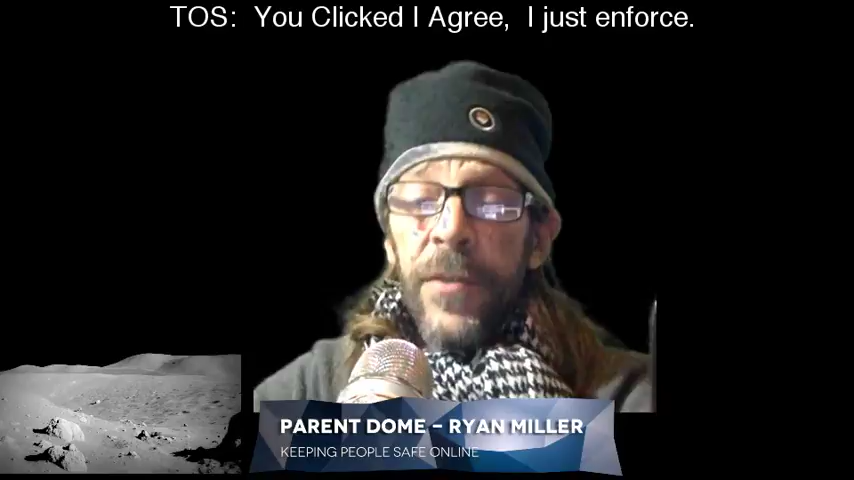 TOS:  You Clicked I Agree,  I just enforce.
PARENT DOME – RYAN MILLER
KEEPING PEOPLE SAFE ONLINE